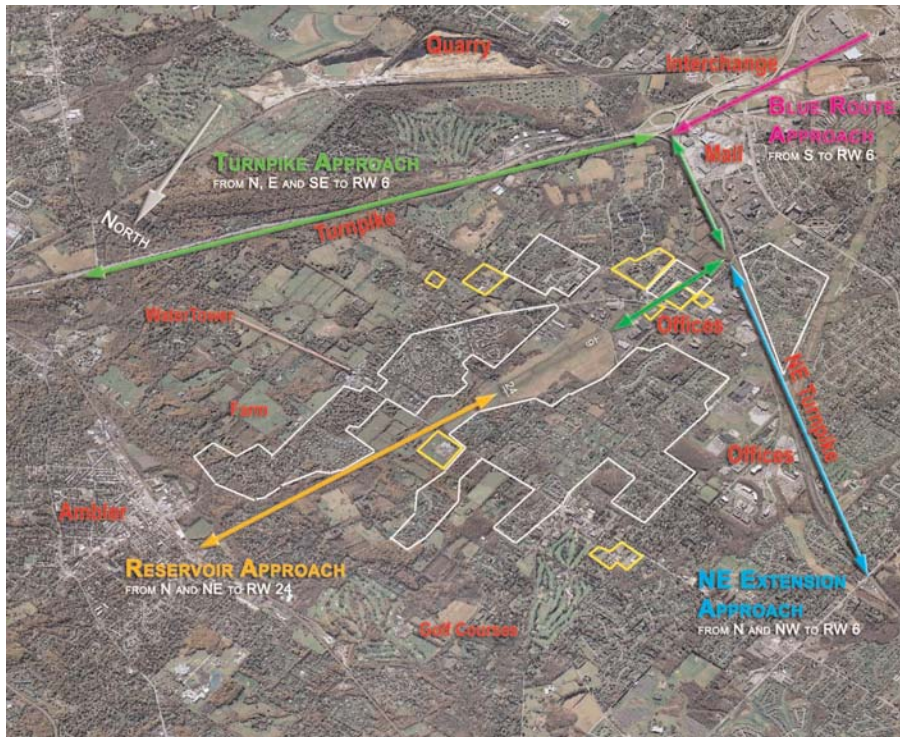 Quarry
Interchange
BLUE ROUTE
APPROACH
FROM S TO RW 6
Mall
TURNPIKE APPROACH
FROM N, E AND SE TO RW 6
NORTH
Turnpike
Watertower
Offices
6
24
NE Turnpike
Farm
Offices
Ambler
RESERVOIR APPROACH
FROM N AND NE TO RW 24
NE EXTENSION
APPROACH
FROM N AND NW TO RW 6
Golf Courses